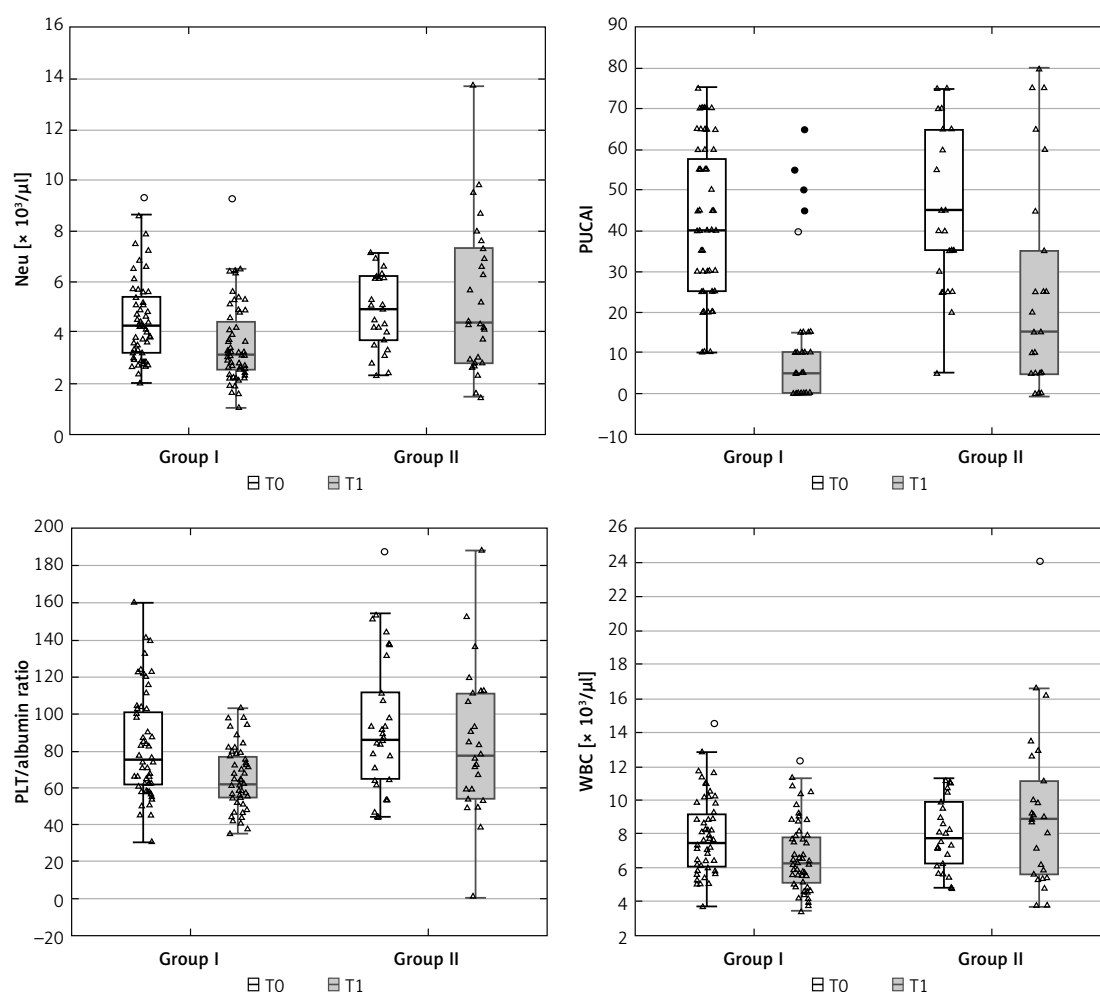 16
14
12
10
8
6
4
2
0
Neu [× 10³/µl]
Group I
Group II
T0
T1
90
80
70
60
50
40
30
20
10
0
−10
PUCAI
Group I
Group II
T0
T1
200
180
160
140
120
100
80
60
40
20
0
−20
PLT/albumin ratio
Group I
Group II
T0
T1
26
24
22
20
18
16
14
12
10
8
6
4
2
WBC [× 10³/µl]
Group I
Group II
T0
T1